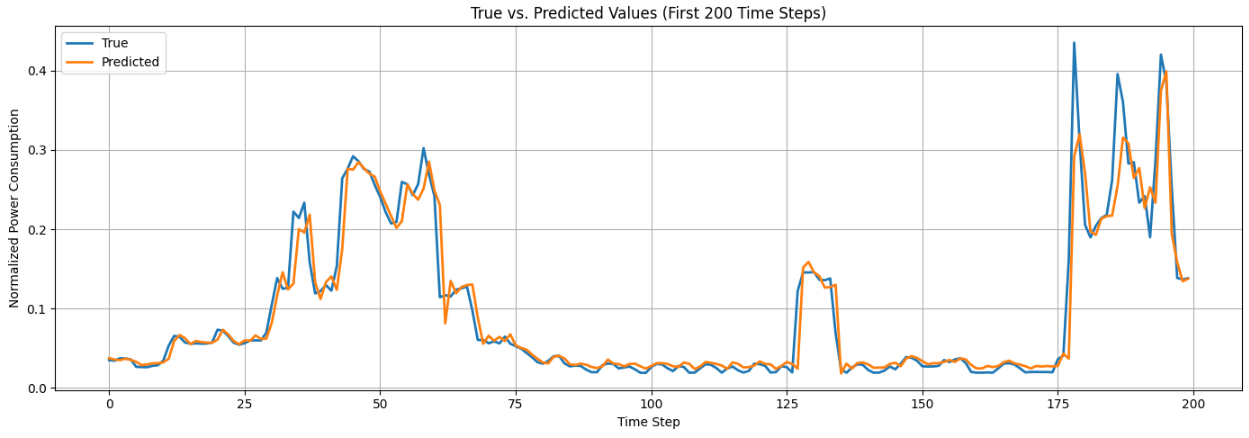 True vs. Predicted Values (First 200 Time Steps)
True
Predicted
Normalized Power Consumption
0.4
0.3
0.2
0.1
0.0
0 25 50 75 100 125 150 175 200
Time Step